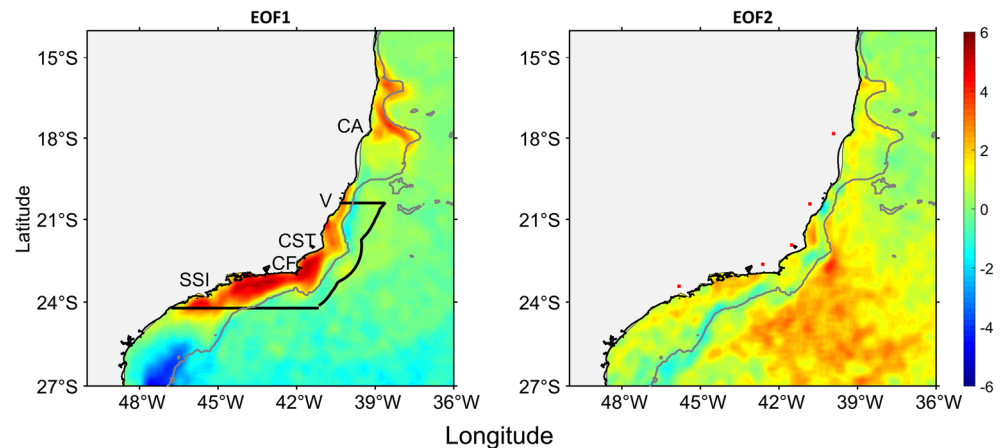 EOF1
EOF2
15°S
18°S
21°S
24°S
27°S
Latitude
CA
V
CST
CF
SSI
48°W
45°W
42°W
39°W
36°W
15°S
18°S
21°S
24°S
27°S
48°W
45°W
42°W
39°W
36°W
6
4
2
0
-2
-4
-6
Longitude